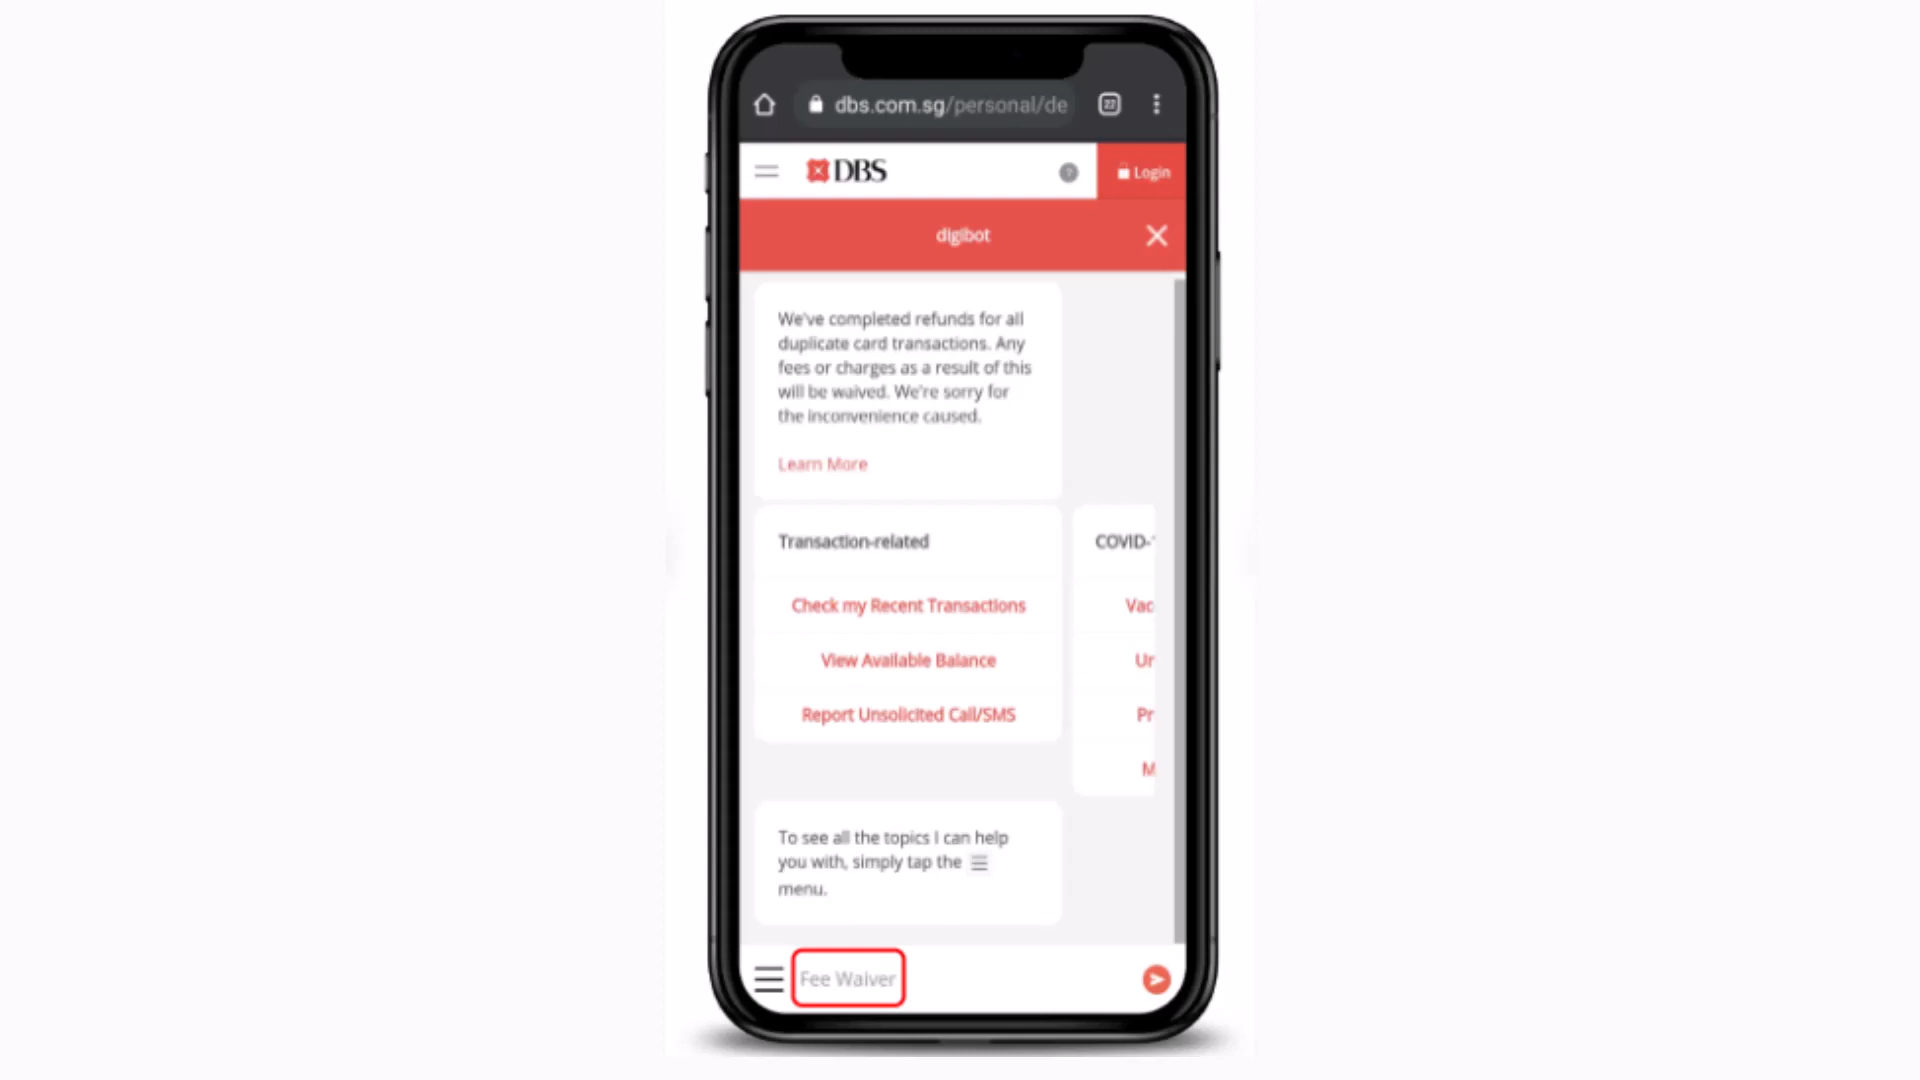 dbs.com.sg/personal/de
22
DBS
?
Login
digibot
We've completed refunds for all
duplicate card transactions. Any
fees or charges as a result of this
will be waived. We're sorry for
the inconvenience caused.
Learn More
Transaction-related
Check my Recent Transactions
View Available Balance
Report Unsolicited Call/SMS
COVID-
Vac
Ur
Pr
M
To see all the topics I can help
you with, simply tap the
menu.
Fee Waiver